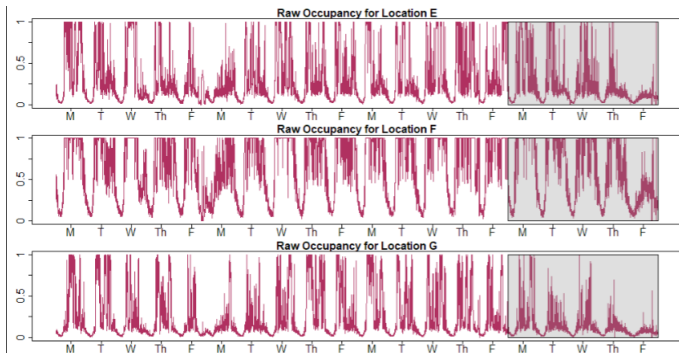 Raw Occupancy for Location E
1
0.5
0
M T W Th F M T W Th F M T W Th F M T W Th F
Raw Occupancy for Location F
1
0.5
0
M T W Th F M T W Th F M T W Th F M T W Th F
Raw Occupancy for Location G
1
0.5
0
M T W Th F M T W Th F M T W Th F M T W Th F